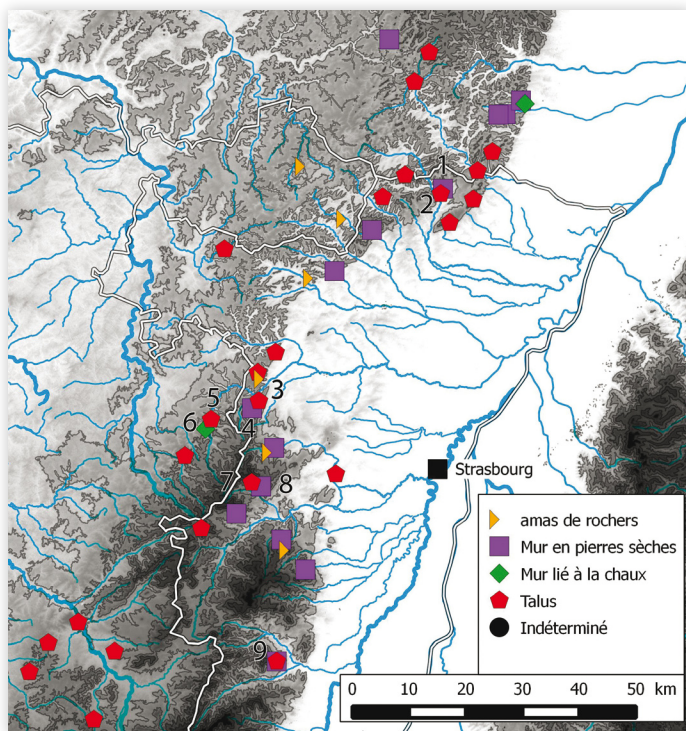 1
2
3
5
6
4
7
8
9
Strasbourg
amas de rochers
Mur en pierres sèches
Mur lié à la chaux
Talus
Indéterminé
0 10 20 30 40 50 km